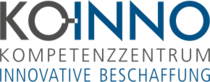 KOINNO
KOMPETENZZENTRUM
INNOVATIVE BESCHAFFUNG